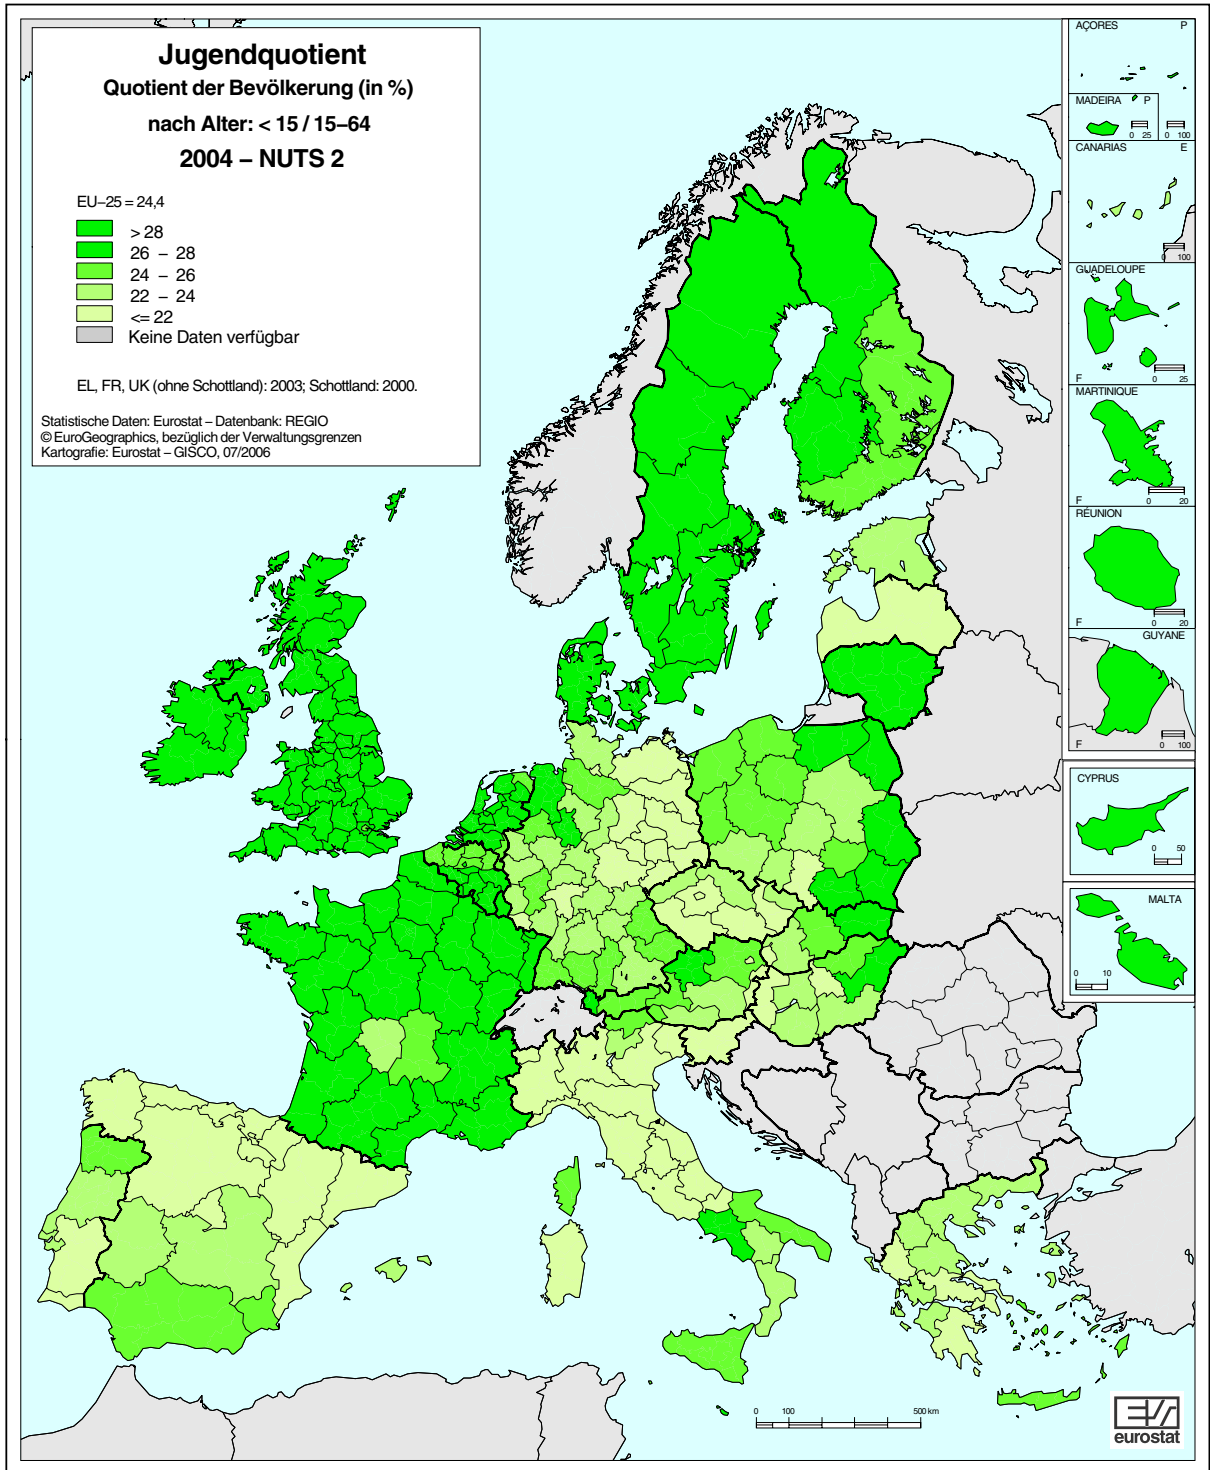 Jugendquotient
Quotient der Bevölkerung (in %)
nach Alter: < 15 / 15–64
2004 – NUTS 2
EU–25 = 24,4
> 28
26 – 28
24 – 26
22 – 24
<= 22
Keine Daten verfügbar
EL, FR, UK (ohne Schottland): 2003; Schottland: 2000.
Statistische Daten: Eurostat – Datenbank: REGIO
© EuroGeographics, bezüglich der Verwaltungsgrenzen
Kartografie: Eurostat – GISCO, 07/2006
AÇORES P
MADEIRA P
0 25
0 100
CANARIAS E
0 100
GUADELOUPE
F
0 25
MARTINIQUE
F
0 20
RÉUNION
F
0 20
GUYANE
F
0 100
CYPRUS
0 50
MALTA
0 10
0 100 500 km
eurostat